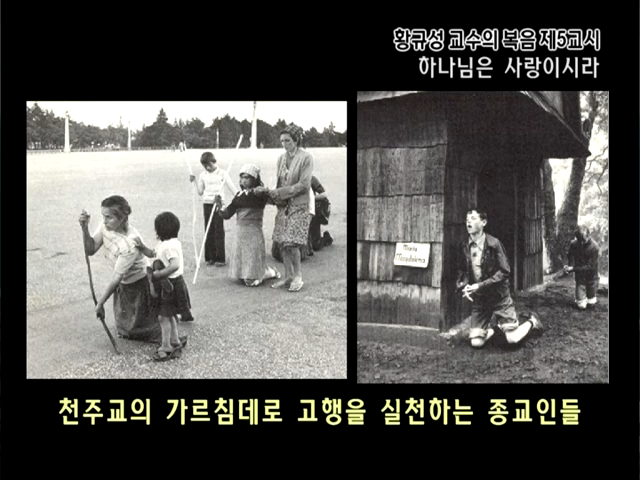 황규성 교수의 복음 제5교시
하나님은 사랑이시라
Maria
Magdalena
천주교의 가르침데로 고행을 실천하는 종교인들